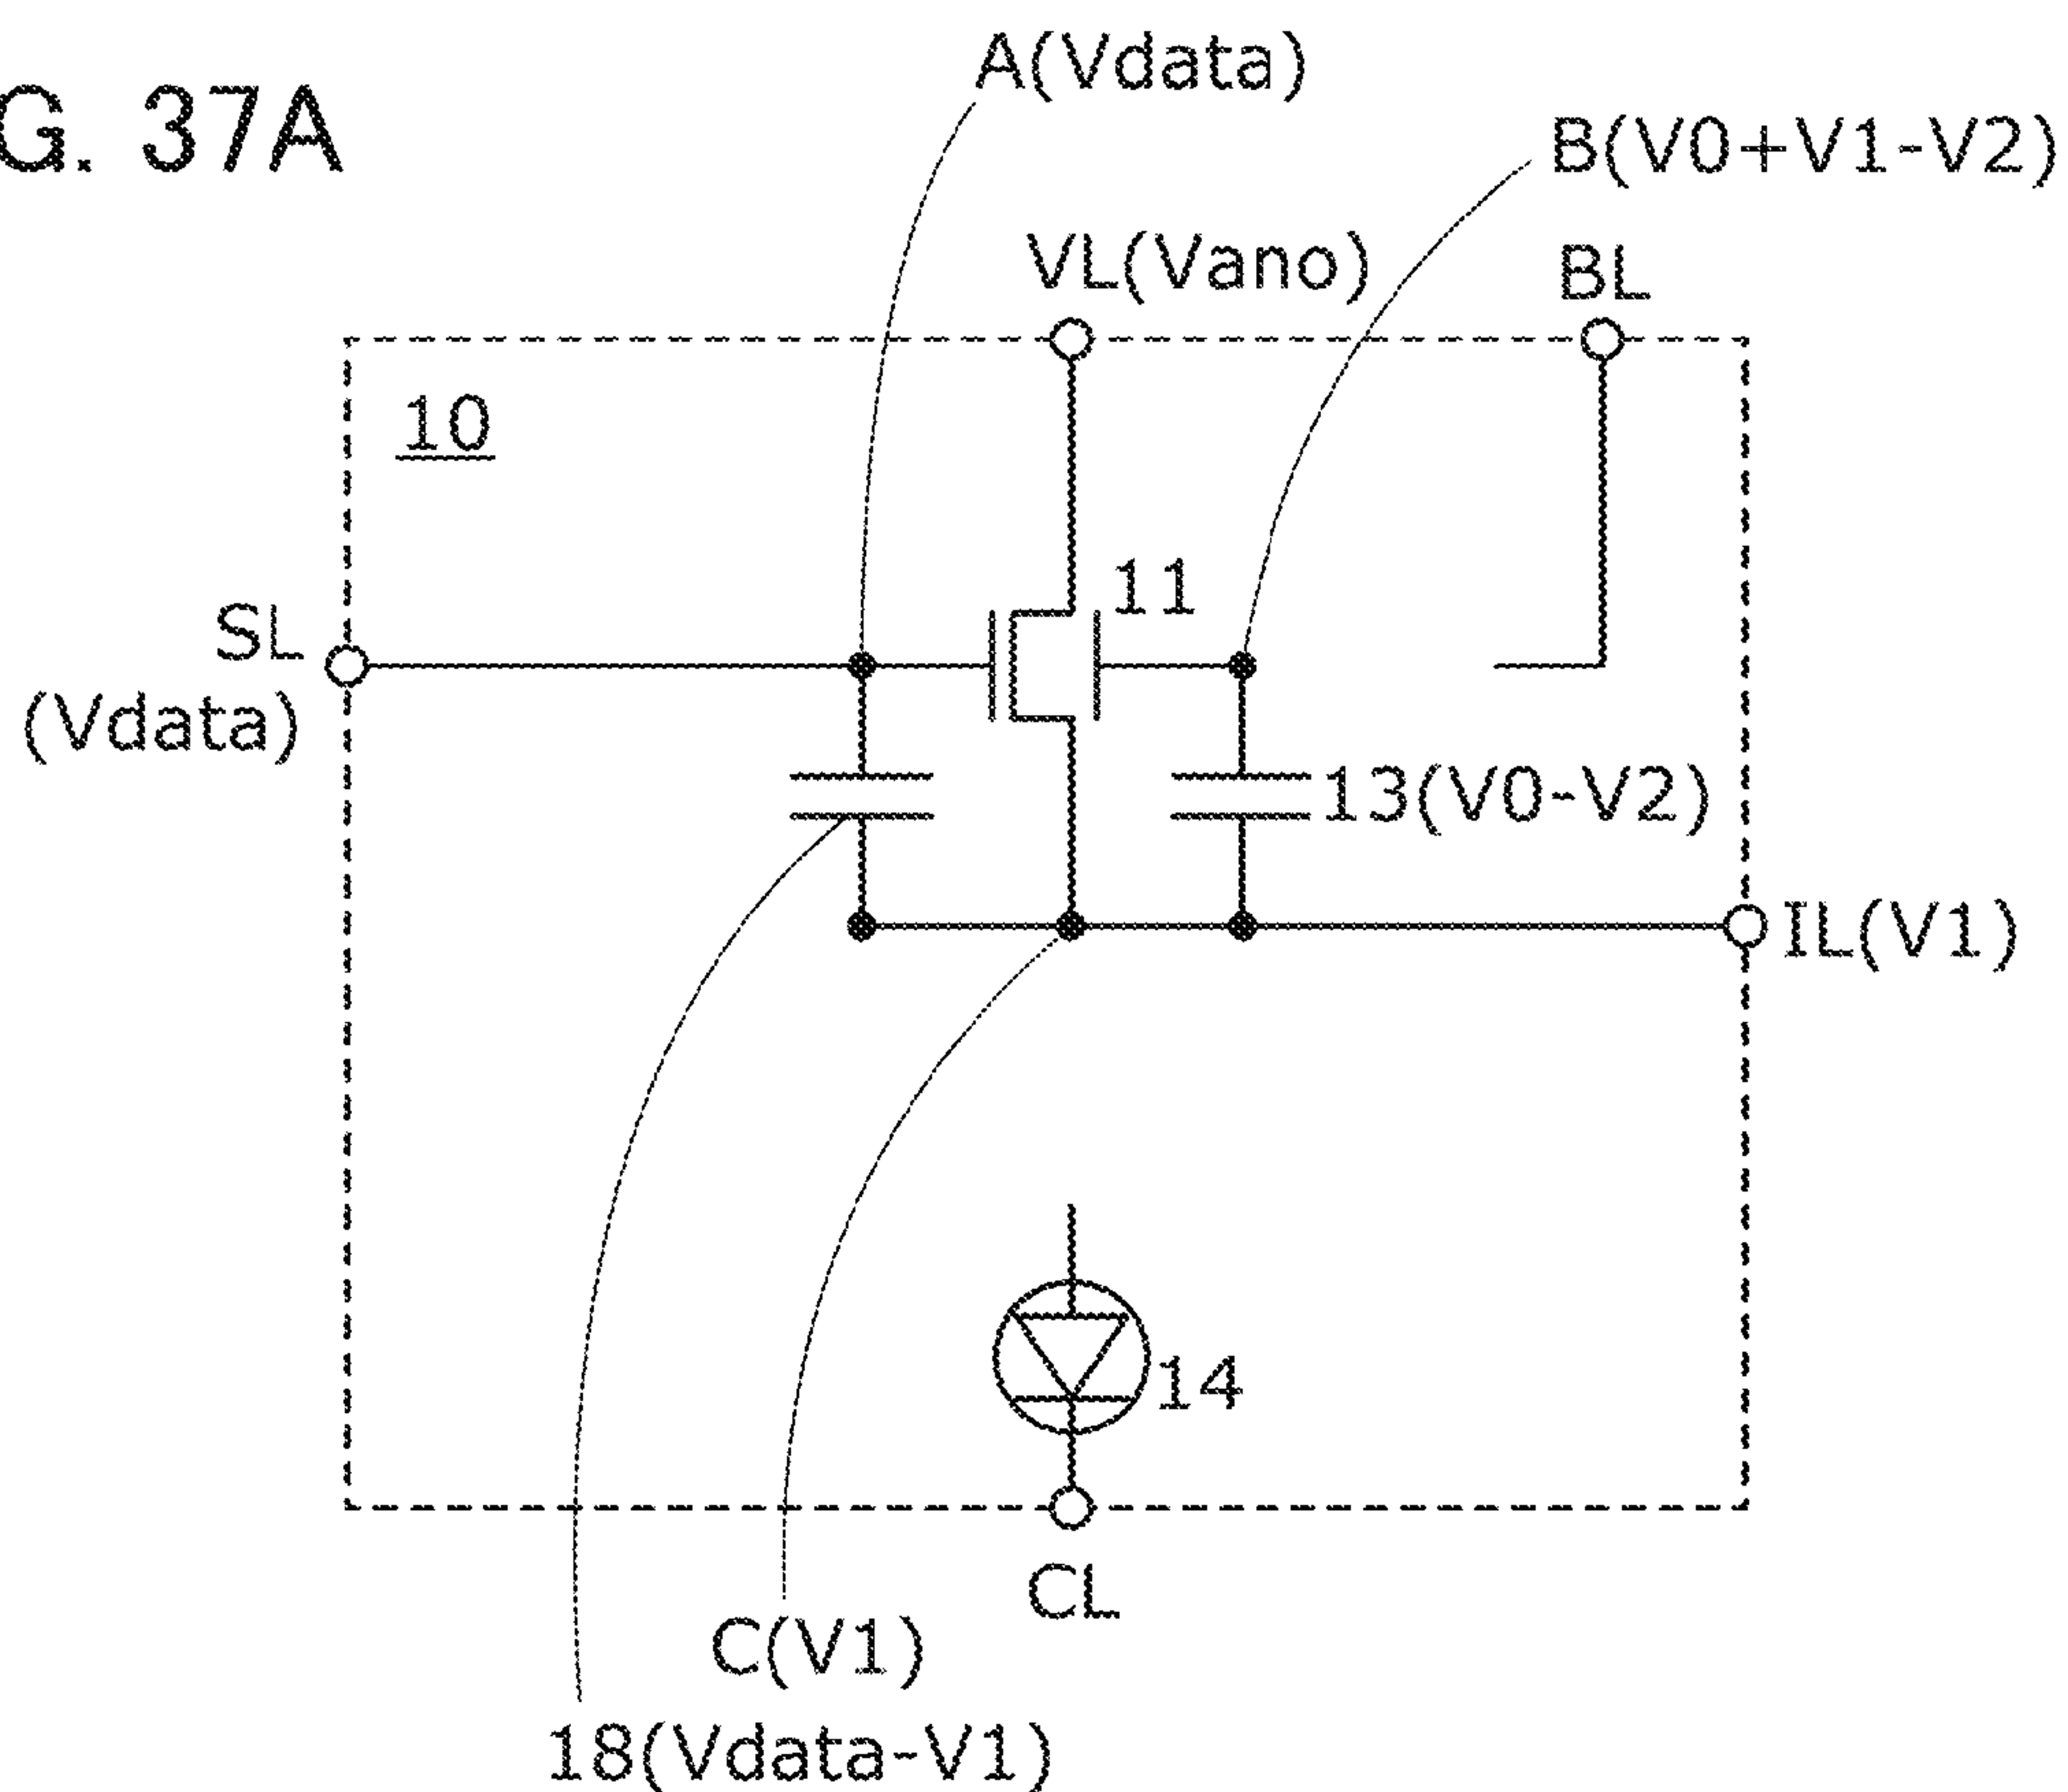 G. 37A
A(Vdata)
B(V0+V1-V2)
VL(Vano)
BL
10
11
SL
(Vdata)
13(V0-V2)
IL(V1)
14
CL
C(V1)
18(Vdata-V1)